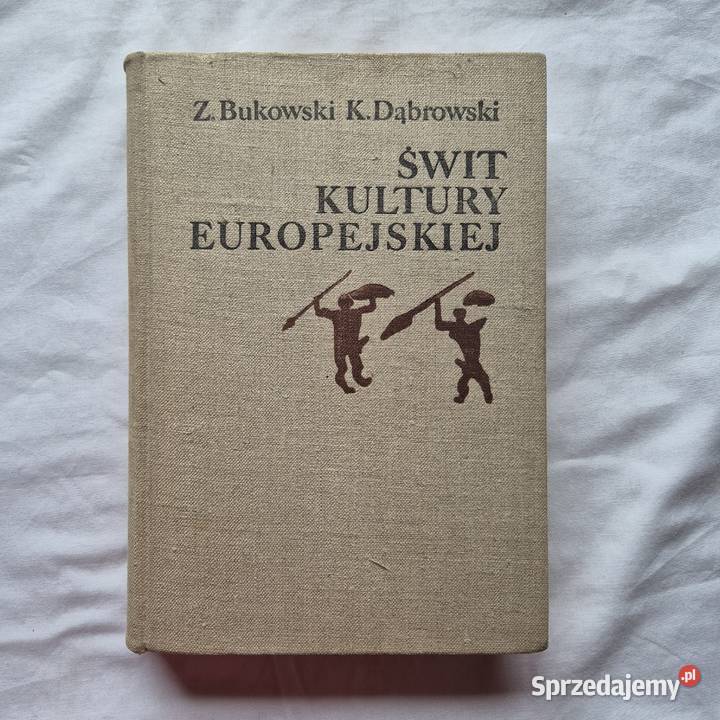 Z. Bukowski K. Dąbrowski
ŚWIT
KULTURY
EUROPEJSKIEJ
Sprzedajemy.pl